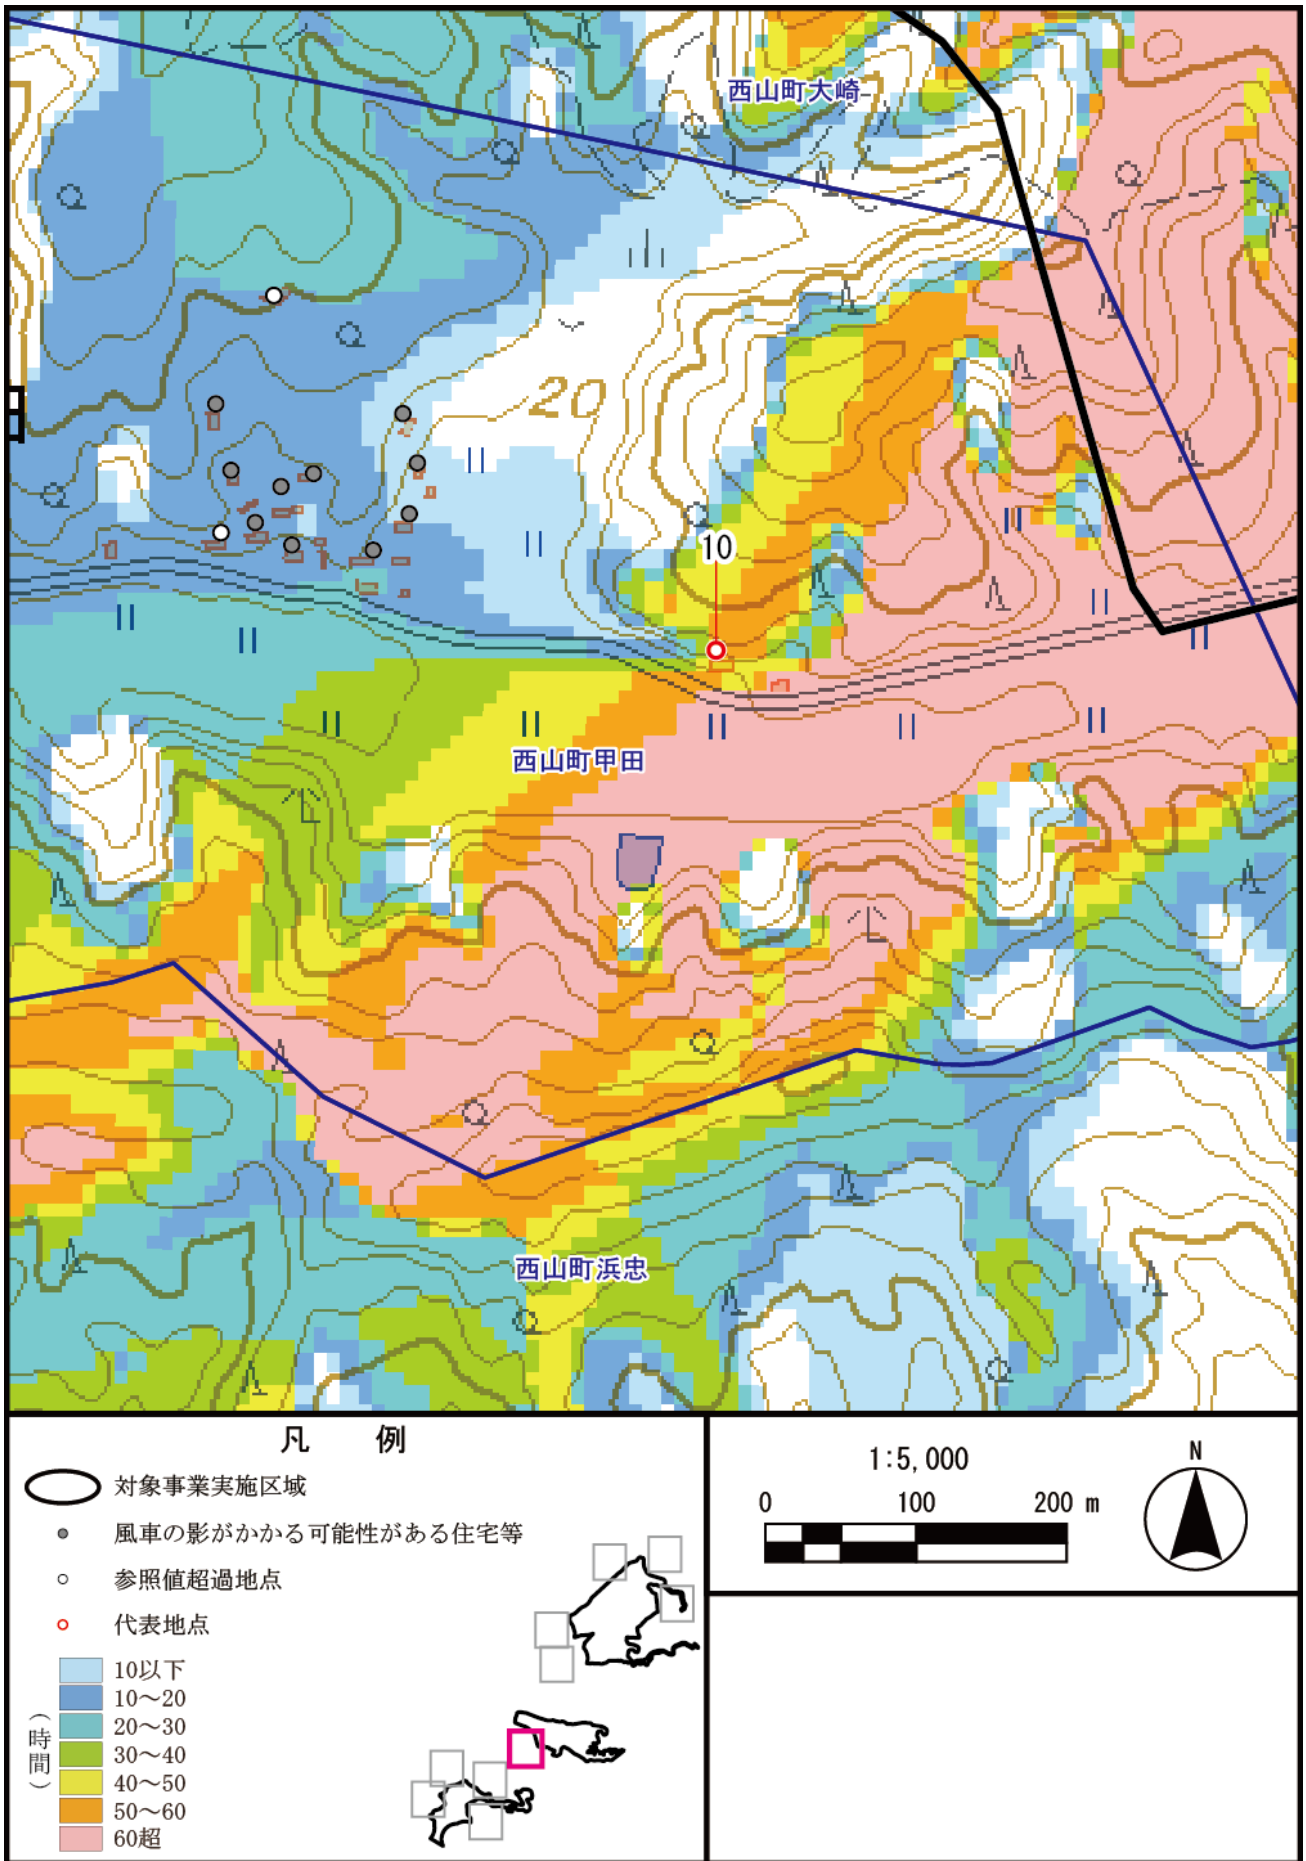 西山町大崎
20
10
西山町甲田
西山町浜忠
凡 例
対象事業実施区域
風車の影がかかる可能性がある住宅等
参照値超過地点
代表地点
(時間)
10以下
10~20
20~30
30~40
40~50
50~60
60超
1:5,000
0 100 200 m
N